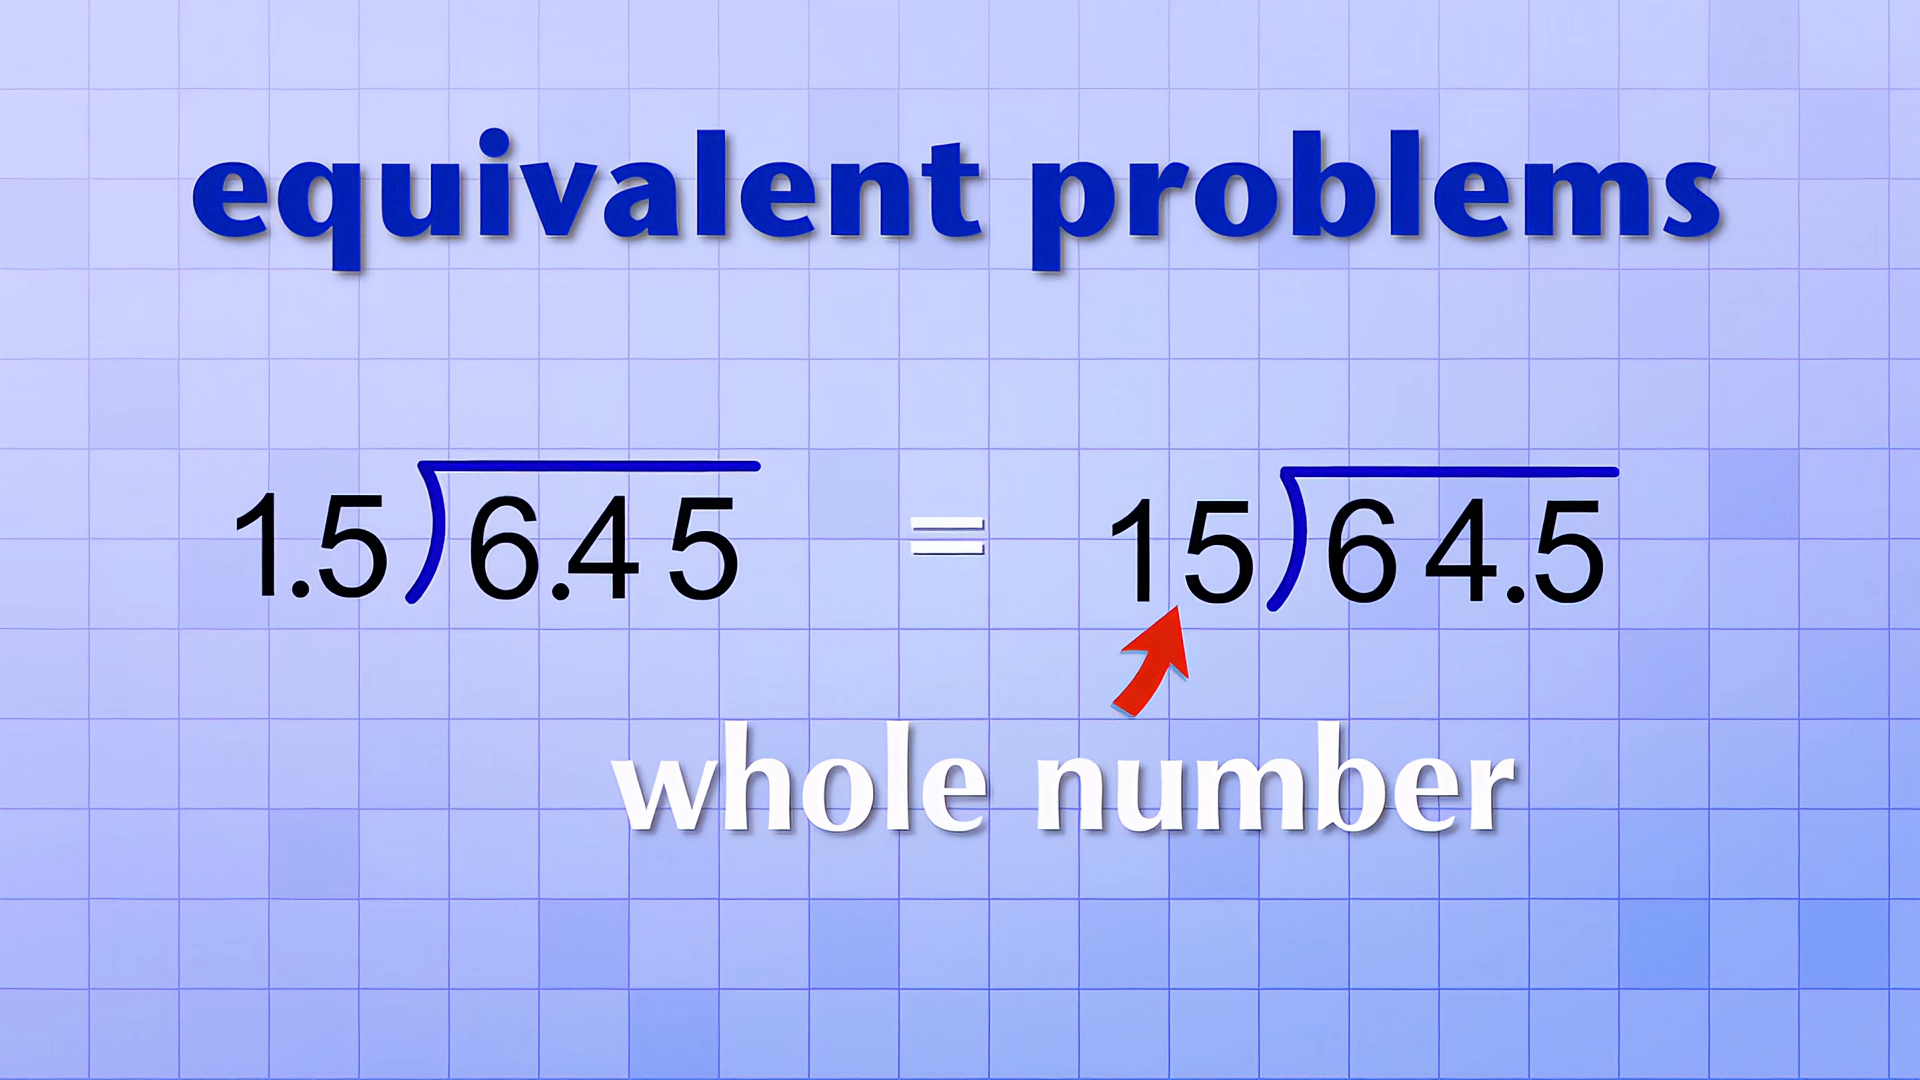 equivalent problems
1.5)6.45 = 15)64.5
whole number